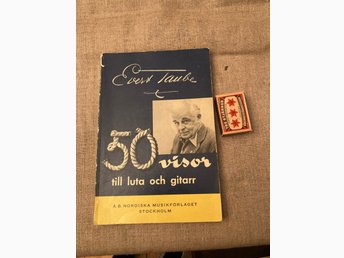 Evert Taube
50 visor
till luta och gitarr
A.B. NORDISKA MUSIKFÖRLAGET
STOCKHOLM